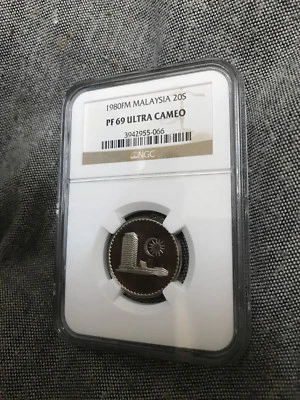 1980FM MALAYSIA 20S
PF 69 ULTRA CAMEO
3942955-066
NGC